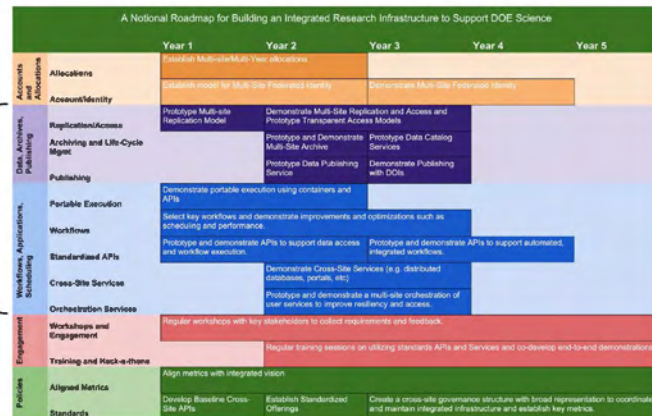 A Notional Roadmap for Building an Integrated Research Infrastructure to Support DOE Science
Year 1 Year 2 Year 3 Year 4 Year 5
Accounts and Allocations
Allocations
Establish Multi-site/Multi-Year allocations
Account/Identity
Establish model for Multi-Site Federated Identity
Demonstrate Multi-Site Federated Identity
Data, Archives, Publishing
Replication/Access
Prototype Multi-site
Replication Model
Demonstrate Multi-Site Replication and Access and
Prototype Transparent Access Models
Archiving and Life-Cycle
Mgmt
Prototype and Demonstrate
Multi-Site Archive
Prototype Data Catalog
Services
Publishing
Prototype Data Publishing
Service
Demonstrate Publishing
with DOIs
Workflows, Applications, Scheduling
Portable Execution
Demonstrate portable execution using containers and
APIs
Workflows
Select key workflows and demonstrate improvements and optimizations such as
scheduling and performance.
Standardized APIs
Prototype and demonstrate APIs to support data access
and workflow execution.
Prototype and demonstrate APIs to support automated,
integrated workflows.
Cross-Site Services
Demonstrate Cross-Site Services (e.g. distributed
databases, portals, etc)
Orchestration Services
Prototype and demonstrate a multi-site orchestration of
user services to improve resiliency and access.
Engagement
Workshops and
Engagement
Regular workshops with key stakeholders to collect requirements and feedback.
Training and Hack-a-thons
Regular training sessions on utilizing standards APIs and Services and co-develop end-to-end demonstrations
Policies
Aligned Metrics
Align metrics with integrated vision
Standards
Develop Baseline Cross-
Site APIs
Establish Standardized
Offerings
Create a cross-site governance structure with broad representation to coordinate
and maintain integrated infrastructure and establish key metrics.